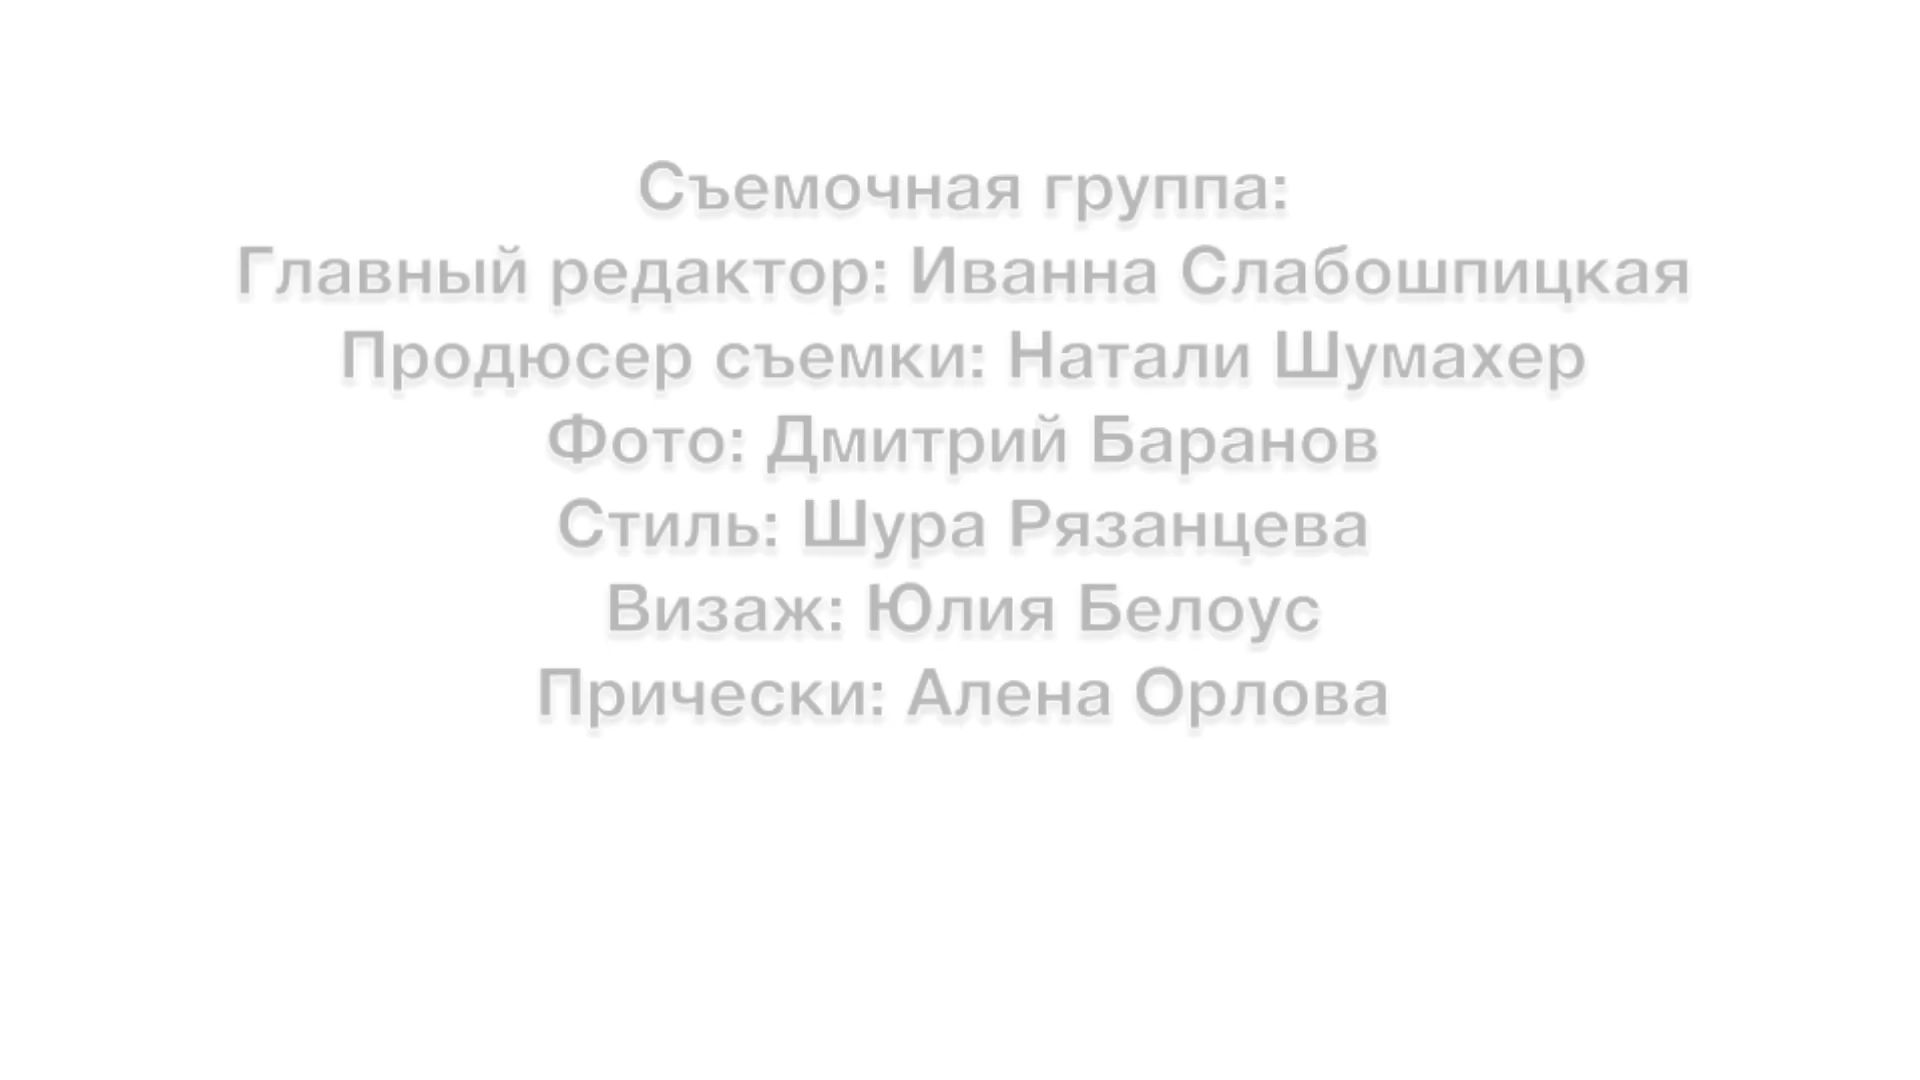 Съемочная группа:
Главный редактор: Иванна Слабошпицкая
Продюсер съемки: Натали Шумахер
Фото: Дмитрий Баранов
Стиль: Шура Рязанцева
Визаж: Юлия Белоус
Прически: Алена Орлова